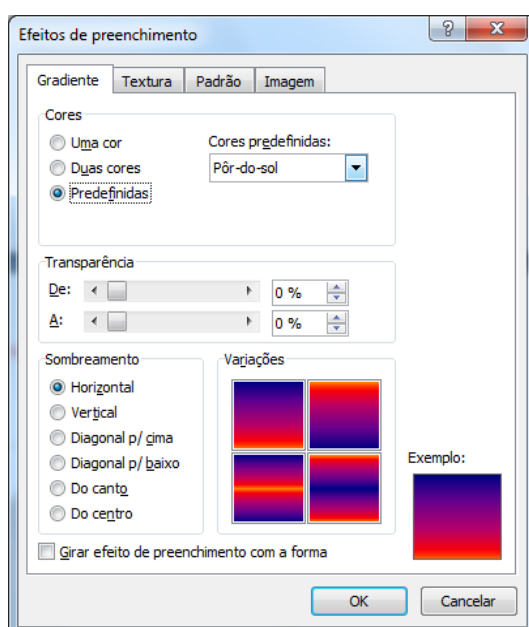 Efeitos de preenchimento
Gradiente Textura Padrão Imagem
Cores
Uma cor Cores predefinidas:
Duas cores Pôr-do-sol
Predefinidas
Transparência
De: 0 %
A: 0 %
Sombreamento Variações
Horizontal
Vertical
Diagonal p/ cima
Diagonal p/ baixo Exemplo:
Do canto
Do centro
Girar efeito de preenchimento com a forma
OK Cancelar